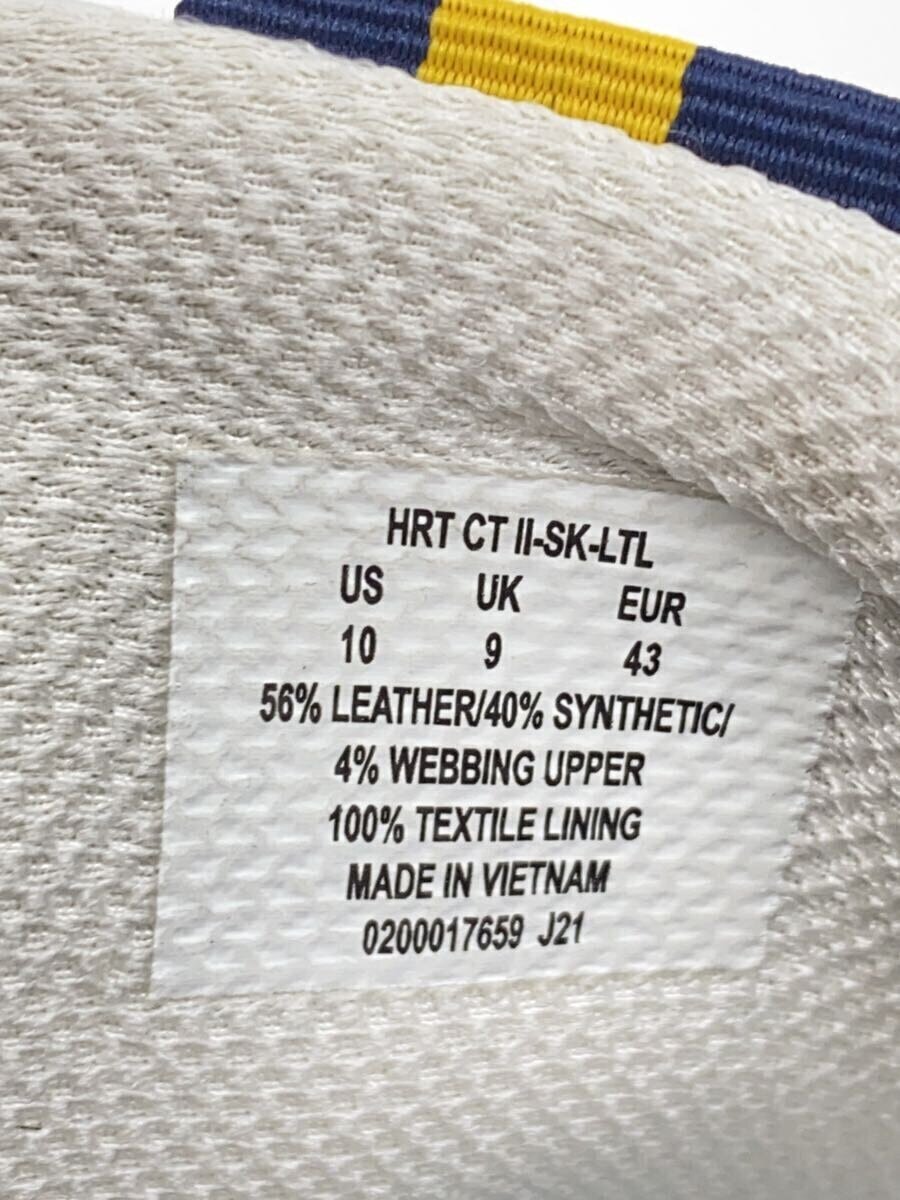 HRT CT II-SK-LTL
US UK EUR
10 9 43
56% LEATHER/40% SYNTHETIC/
4% WEBBING UPPER
100% TEXTILE LINING
MADE IN VIETNAM
0200017659 J21